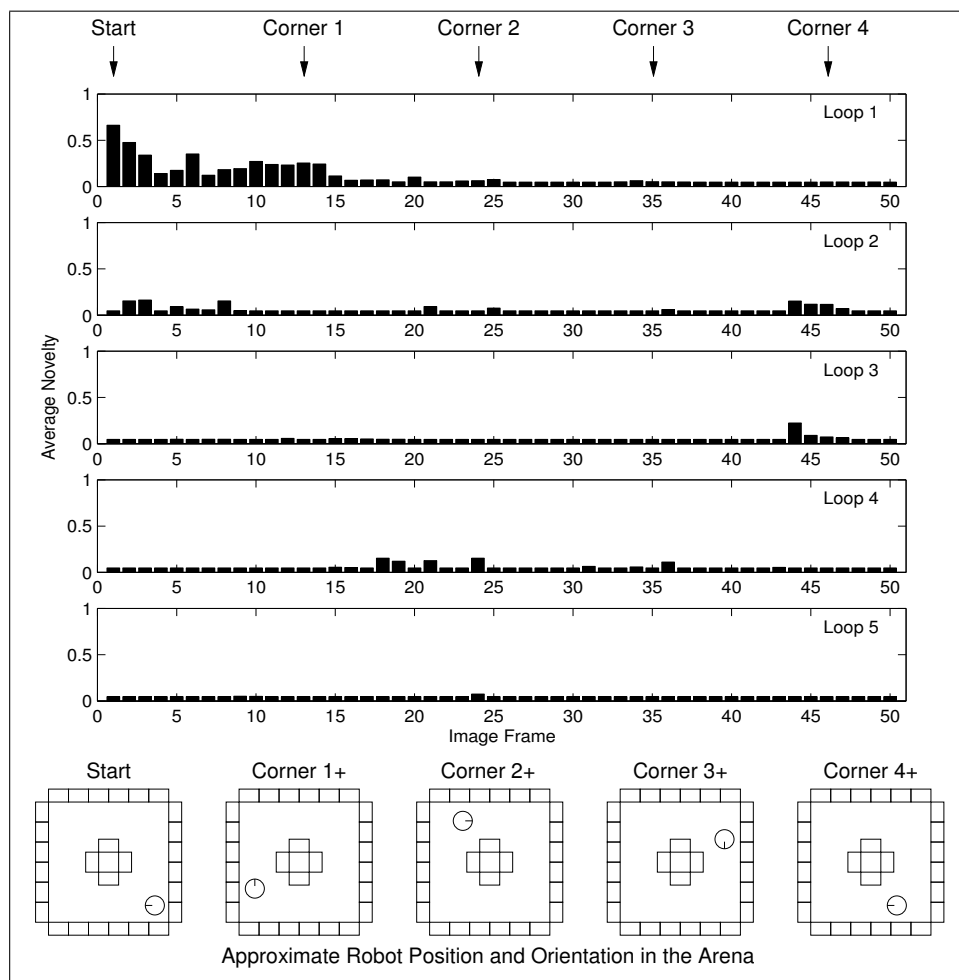 Start Corner 1 Corner 2 Corner 3 Corner 4
1
Loop 1
0.5
0
0 5 10 15 20 25 30 35 40 45 50
1
Loop 2
0.5
0
0 5 10 15 20 25 30 35 40 45 50
1
Loop 3
0.5
0
0 5 10 15 20 25 30 35 40 45 50
Average Novelty
1
Loop 4
0.5
0
0 5 10 15 20 25 30 35 40 45 50
1
Loop 5
0.5
0
0 5 10 15 20 25 30 35 40 45 50
Image Frame
Start Corner 1+ Corner 2+ Corner 3+ Corner 4+
Approximate Robot Position and Orientation in the Arena